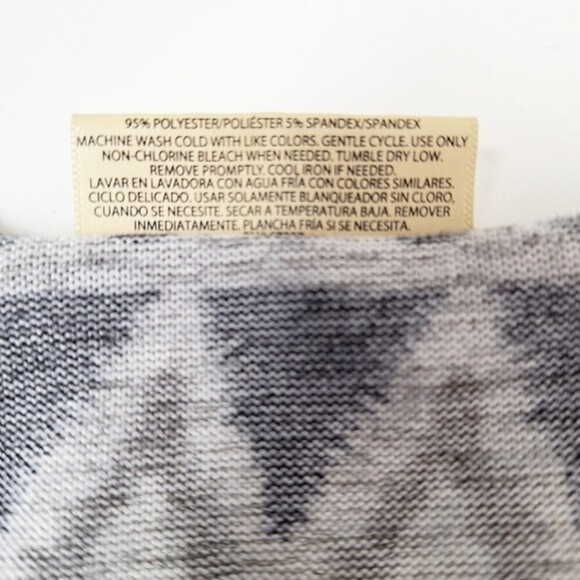 95% POLYESTER/POLIÉSTER 5% SPANDEX/SPANDEX
MACHINE WASH COLD WITH LIKE COLORS. GENTLE CYCLE. USE ONLY
NON-CHLORINE BLEACH WHEN NEEDED. TUMBLE DRY LOW.
REMOVE PROMPTLY. COOL IRON IF NEEDED.
LAVAR EN LAVADORA CON AGUA FRÍA CON COLORES SIMILARES.
CICLO DELICADO. USAR SOLAMENTE BLANQUEADOR SIN CLORO,
CUANDO SE NECESITE. SECAR A TEMPERATURA BAJA. REMOVER
INMEDIATAMENTE. PLANCHA FRÍA SI SE NECESITA.